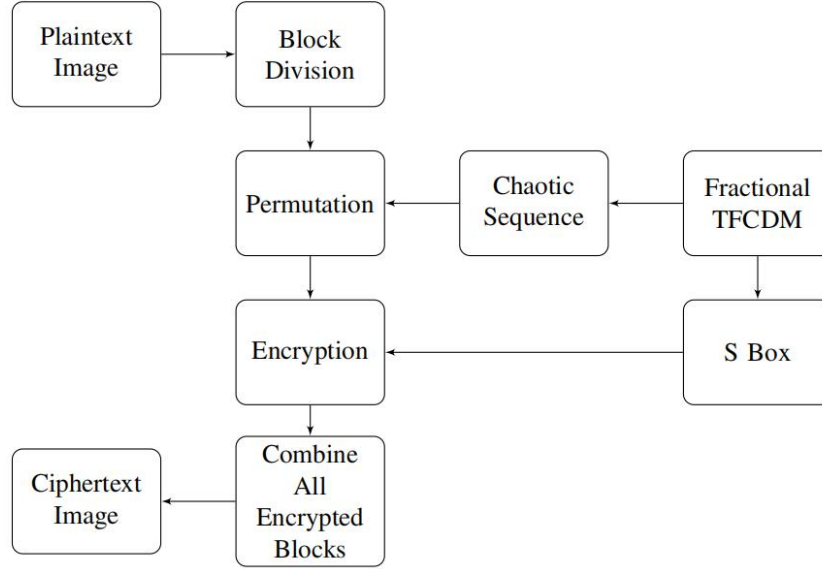 Plaintext
Image
Block
Division
Permutation
Chaotic
Sequence
Fractional
TFCDM
Encryption
S Box
Ciphertext
Image
Combine
All
Encrypted
Blocks